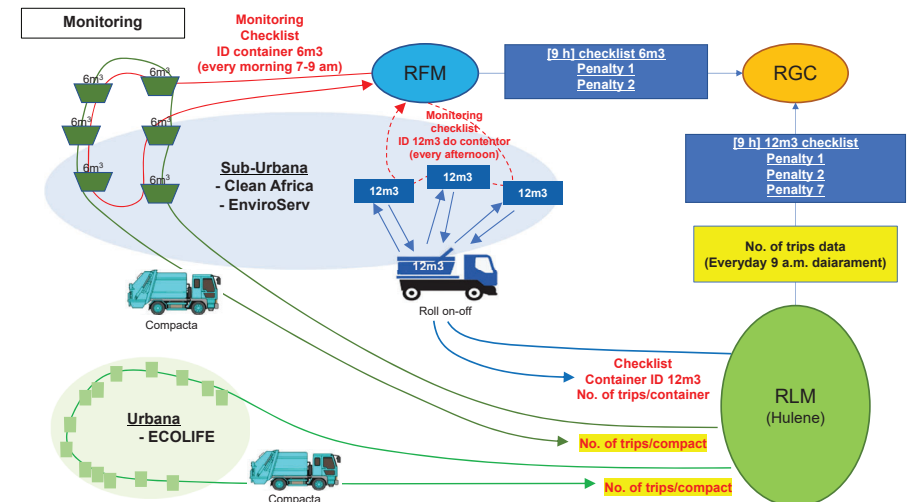 Monitoring
Monitoring
Checklist
ID container 6m3
(every morning 7-9 am)
RFM
[9 h] checklist 6m3
Penalty 1
Penalty 2
RGC
6m³
6m³
6m³
6m³
6m³
6m³
Monitoring
checklist
ID 12m3 do contentor
(every afternoon)
[9 h] 12m3 checklist
Penalty 1
Penalty 2
Penalty 7
Sub-Urbana
- Clean Africa
- EnviroServ
12m3
12m3
12m3
12m3
No. of trips data
(Everyday 9 a.m. daiarament)
Compacta
Roll on-off
Checklist
Container ID 12m3
No. of trips/container
RLM
(Hulene)
Urbana
- ECOLIFE
No. of trips/compact
No. of trips/compact
Compacta